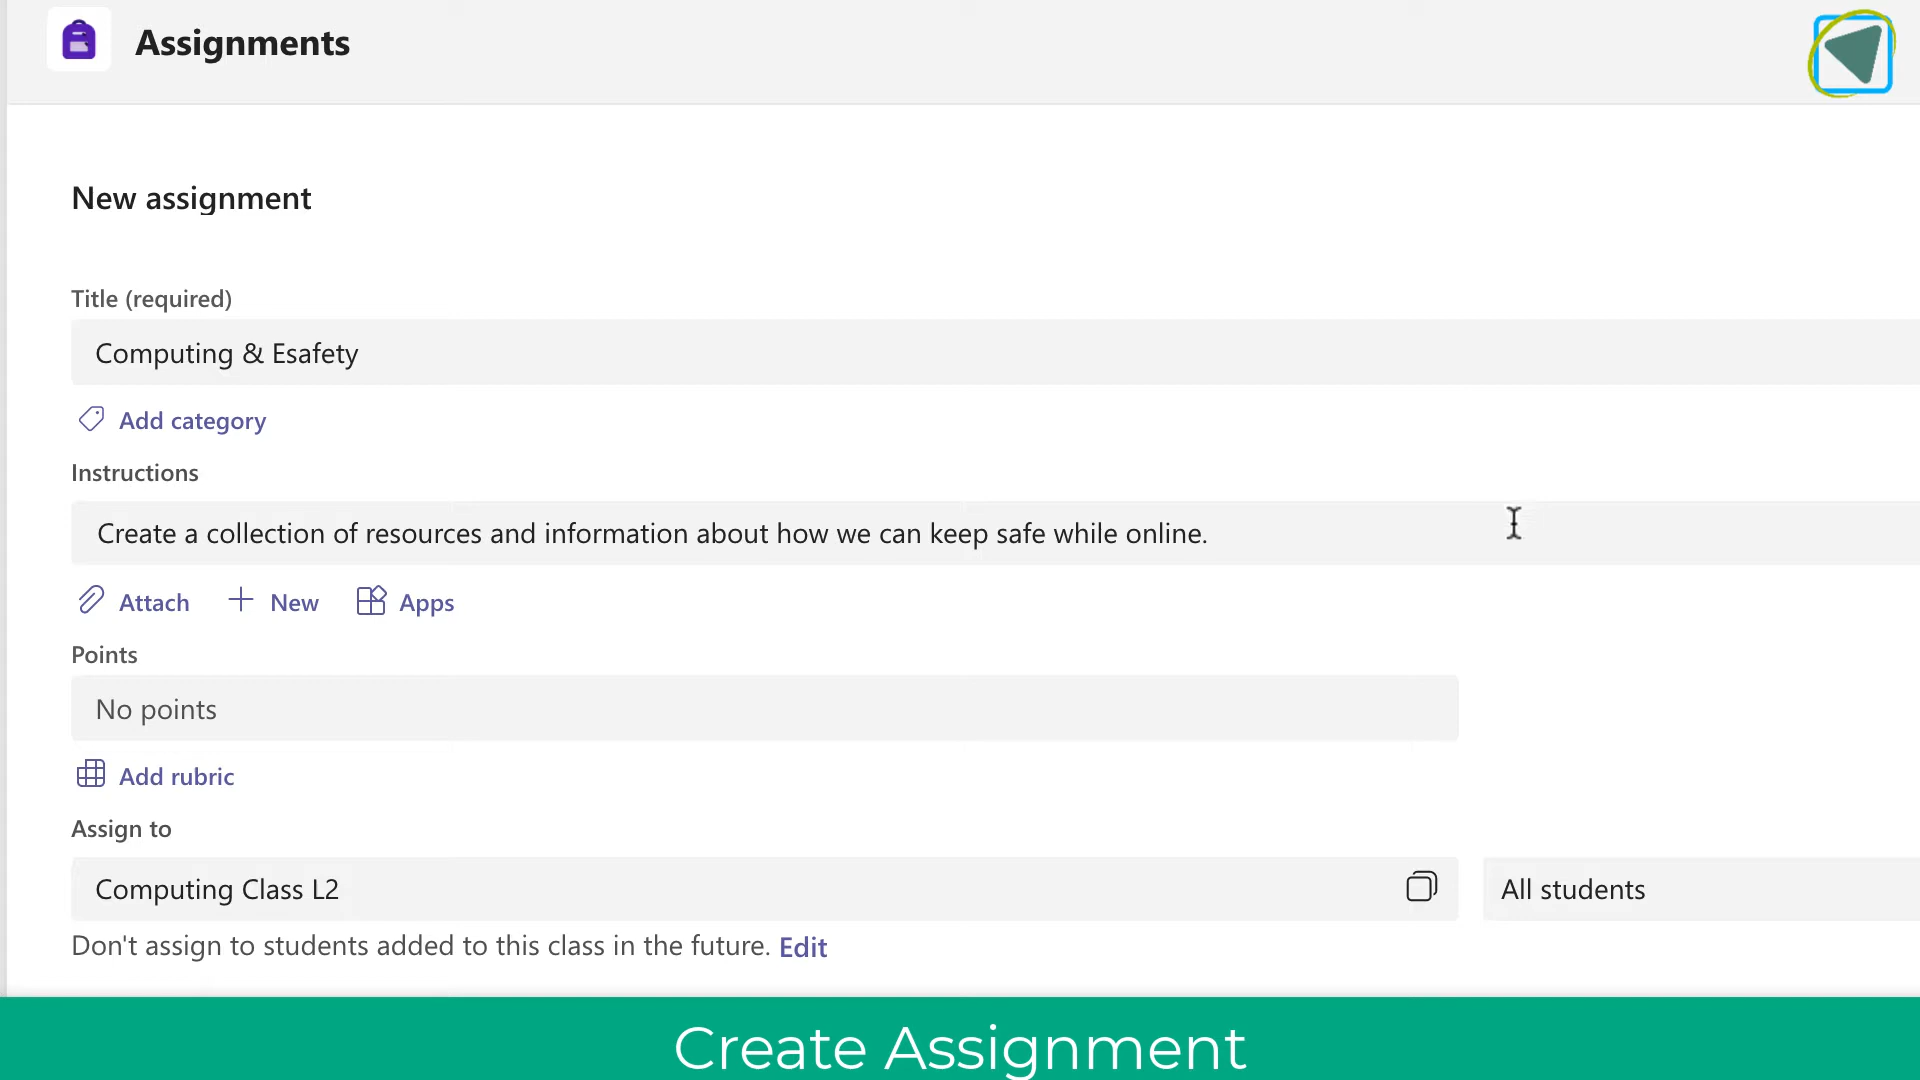 Assignments
New assignment
Title (required)
Computing & Esafety
Add category
Instructions
Create a collection of resources and information about how we can keep safe while online.
Attach New Apps
Points
No points
Add rubric
Assign to
Computing Class L2 All students
Don't assign to students added to this class in the future. Edit
Create Assignment